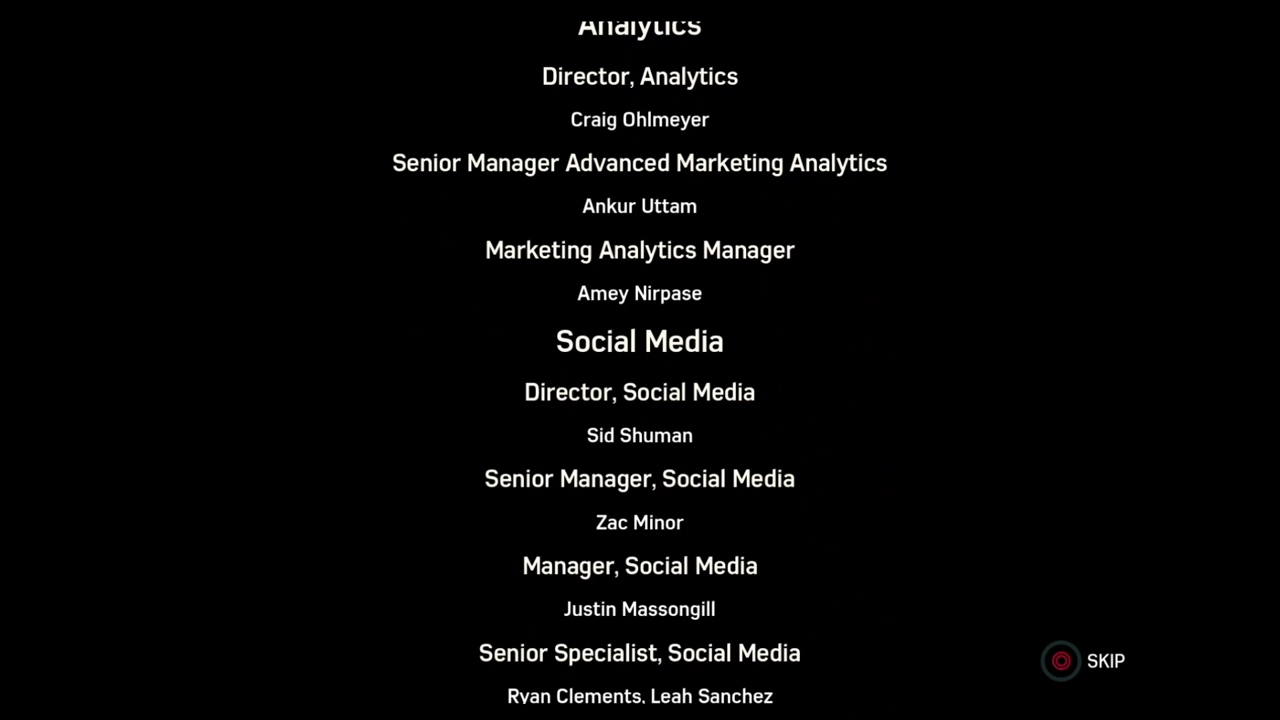 Analytics
Director, Analytics
Craig Ohlmeyer
Senior Manager Advanced Marketing Analytics
Ankur Uttam
Marketing Analytics Manager
Amey Nirpase
Social Media
Director, Social Media
Sid Shuman
Senior Manager, Social Media
Zac Minor
Manager, Social Media
Justin Massongill
Senior Specialist, Social Media
Ryan Clements, Leah Sanchez
SKIP